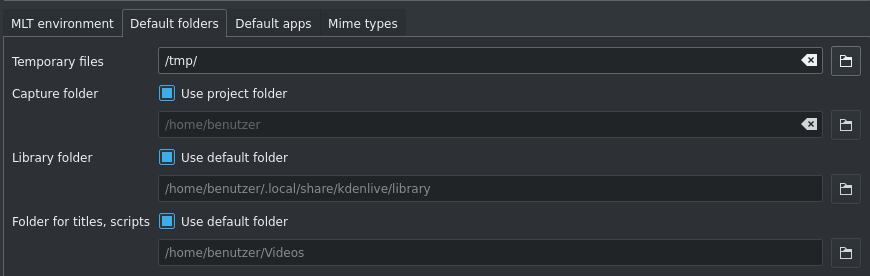 MLT environment Default folders Default apps Mime types
Temporary files /tmp/
Capture folder Use project folder
/home/benutzer
Library folder Use default folder
/home/benutzer/.local/share/kdenlive/library
Folder for titles, scripts Use default folder
/home/benutzer/Videos